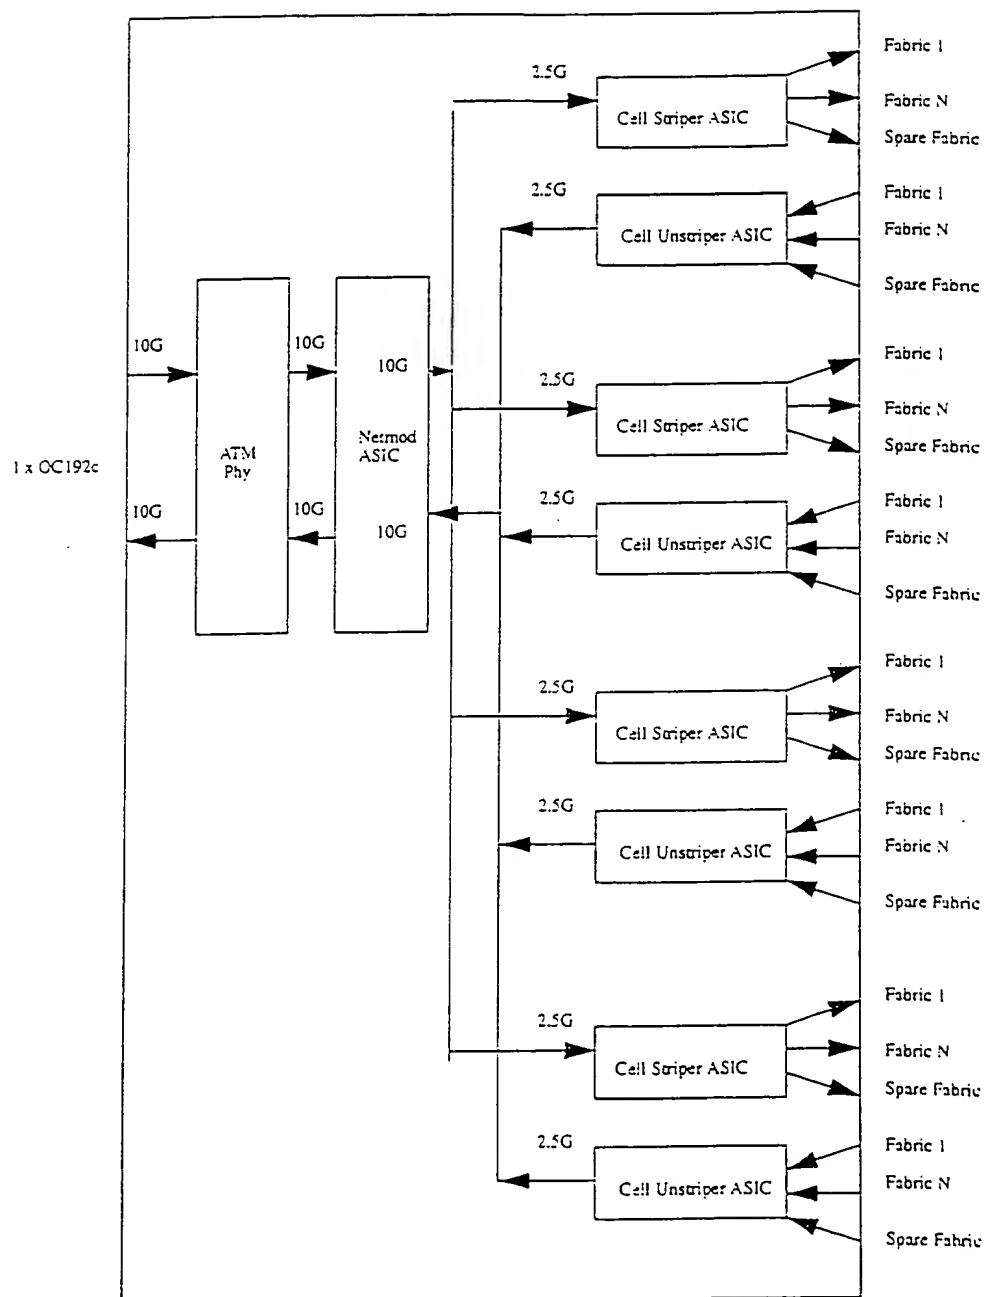 Fabric 1
2.5G
Fabric N
Cell Striper ASIC
Spare Fabric
2.5G
Fabric 1
Fabric N
Cell Unstriper ASIC
Spare Fabric
10G
10G
10G
Fabric 1
2.5G
Fabric N
Cell Striper ASIC
Spare Fabric
1 x OC192c
ATM
Phy
Netmod
ASIC
10G
10G
10G
2.5G
Fabric 1
Fabric N
Cell Unstriper ASIC
Spare Fabric
Fabric 1
2.5G
Fabric N
Cell Striper ASIC
Spare Fabric
2.5G
Fabric 1
Fabric N
Cell Unstriper ASIC
Spare Fabric
Fabric 1
2.5G
Fabric N
Cell Striper ASIC
Spare Fabric
2.5G
Fabric 1
Fabric N
Cell Unstriper ASIC
Spare Fabric